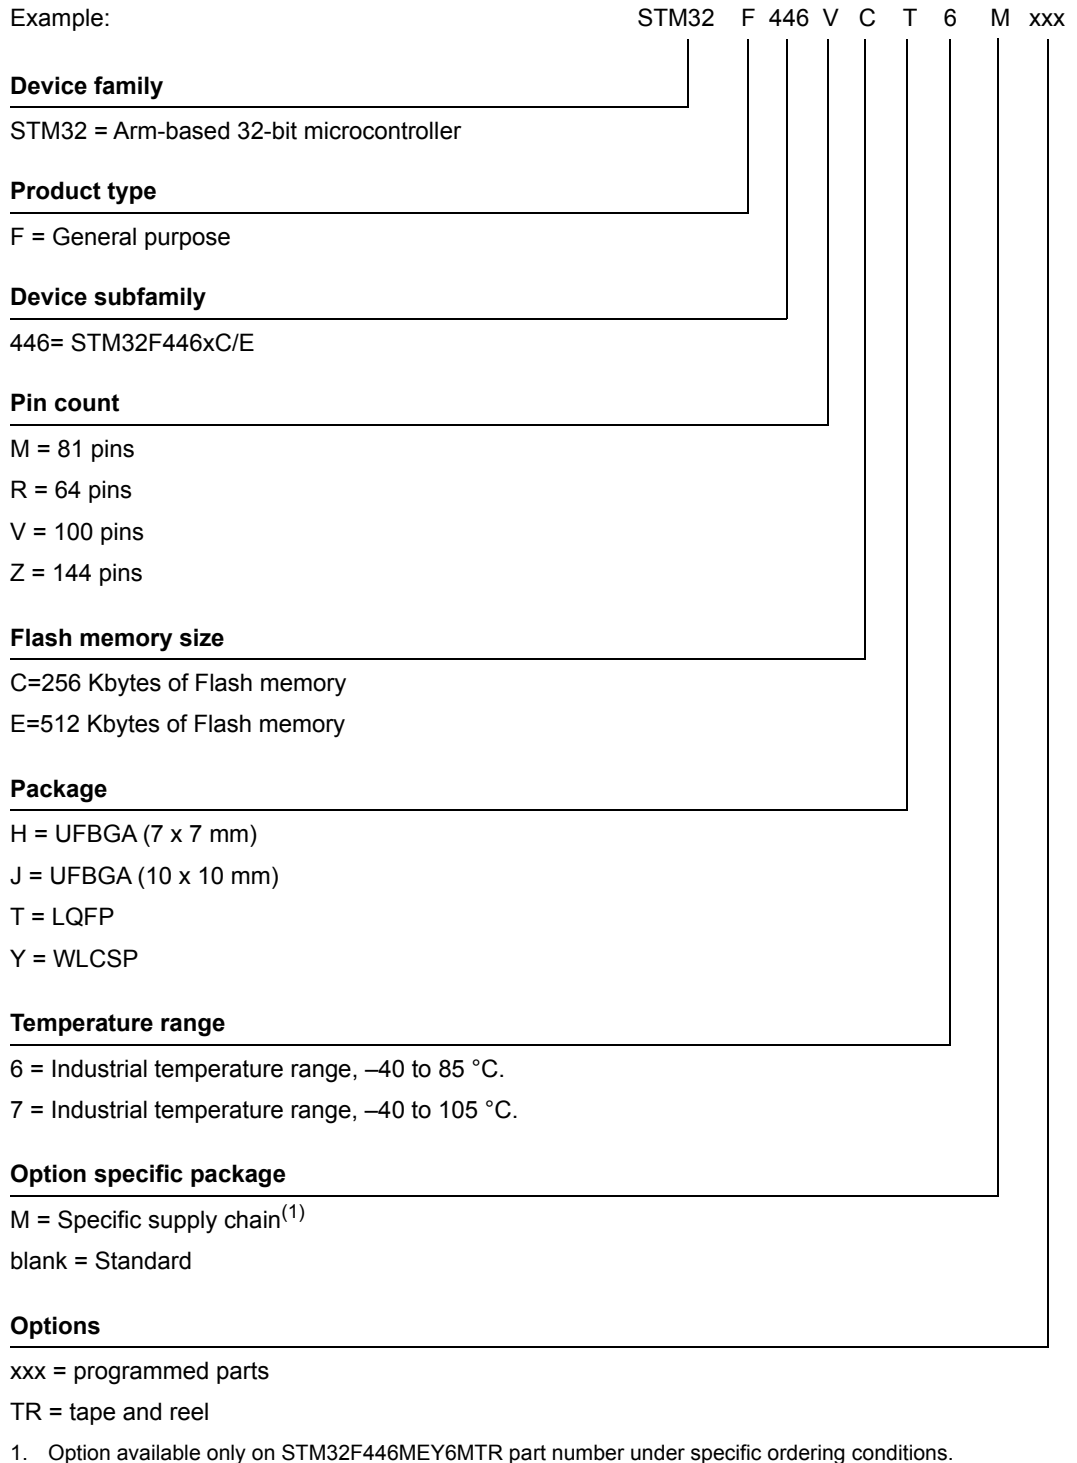 Example: STM32 F 446 V C T 6 M xxx
Device family
STM32 = Arm-based 32-bit microcontroller
Product type
F = General purpose
Device subfamily
446= STM32F446xC/E
Pin count
M = 81 pins
R = 64 pins
V = 100 pins
Z = 144 pins
Flash memory size
C=256 Kbytes of Flash memory
E=512 Kbytes of Flash memory
Package
H = UFBGA (7 x 7 mm)
J = UFBGA (10 x 10 mm)
T = LQFP
Y = WLCSP
Temperature range
6 = Industrial temperature range, –40 to 85 °C.
7 = Industrial temperature range, –40 to 105 °C.
Option specific package
M = Specific supply chain(1)
blank = Standard
Options
xxx = programmed parts
TR = tape and reel
1. Option available only on STM32F446MEY6MTR part number under specific ordering conditions.